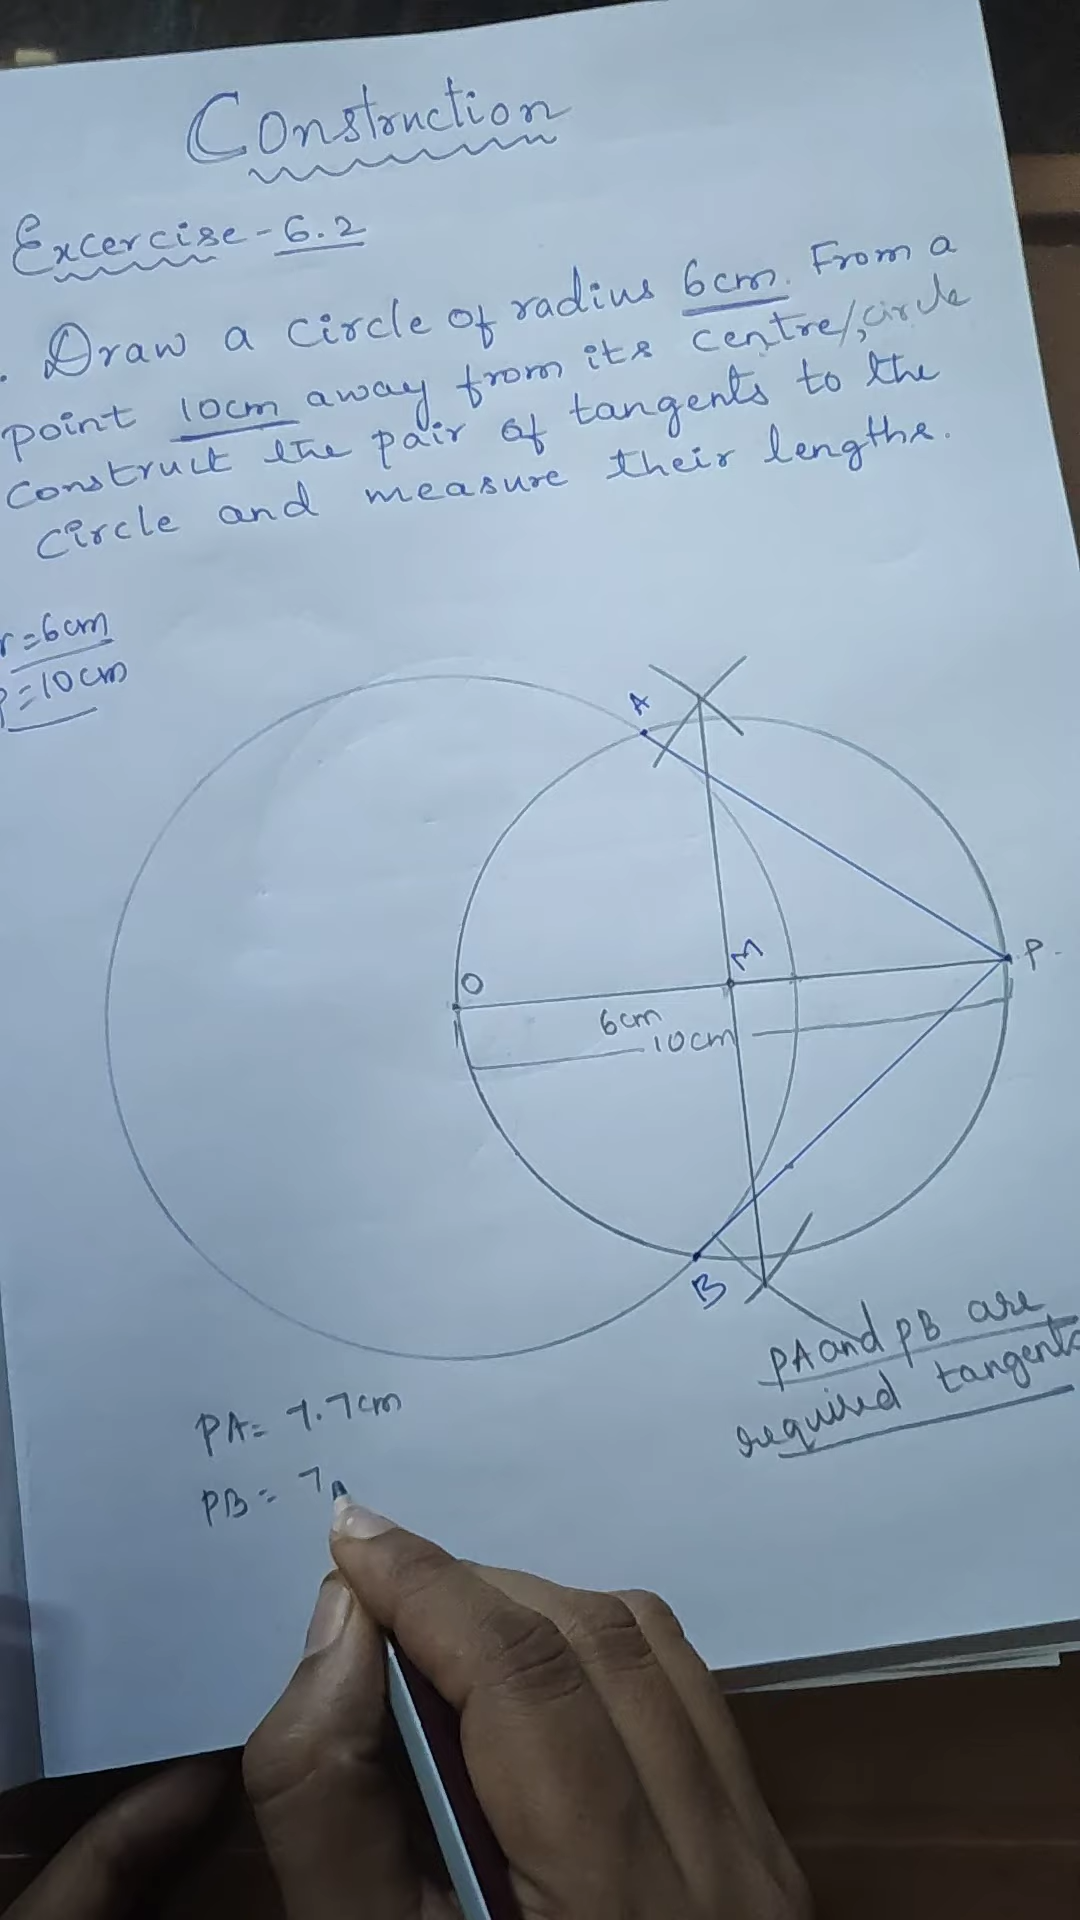 Construction
Excercise - 6.2
. Draw a circle of radius 6cm. From a
point 10cm away from its centre/,circle
construct the pair of tangents to the
circle and measure their lengths.
r=6cm
=10cm
A
M
P.
O
6cm
10cm
B
PA and PB are
required tangents
PA= 7.7cm
PB= 7